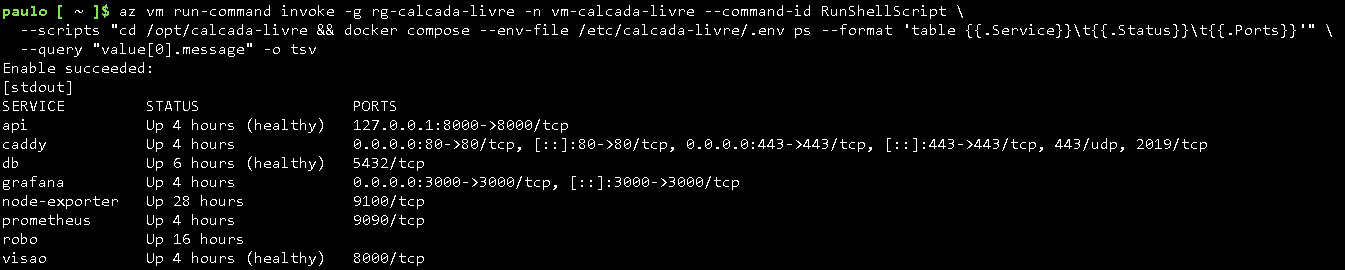 paulo [ ~ ]$ az vm run-command invoke -g rg-calcada-livre -n vm-calcada-livre --command-id RunShellScript \
  --scripts "cd /opt/calcada-livre && docker compose --env-file /etc/calcada-livre/.env ps --format 'table {{.Service}}\t{{.Status}}\t{{.Ports}}'" \
  --query "value[0].message" -o tsv
Enable succeeded:
[stdout]
SERVICE         STATUS                 PORTS
api             Up 4 hours (healthy)   127.0.0.1:8000->8000/tcp
caddy           Up 4 hours             0.0.0.0:80->80/tcp, [::]:80->80/tcp, 0.0.0.0:443->443/tcp, [::]:443->443/tcp, 443/udp, 2019/tcp
db              Up 6 hours (healthy)   5432/tcp
grafana         Up 4 hours             0.0.0.0:3000->3000/tcp, [::]:3000->3000/tcp
node-exporter   Up 28 hours            9100/tcp
prometheus      Up 4 hours             9090/tcp
robo            Up 16 hours
visao           Up 4 hours (healthy)   8000/tcp